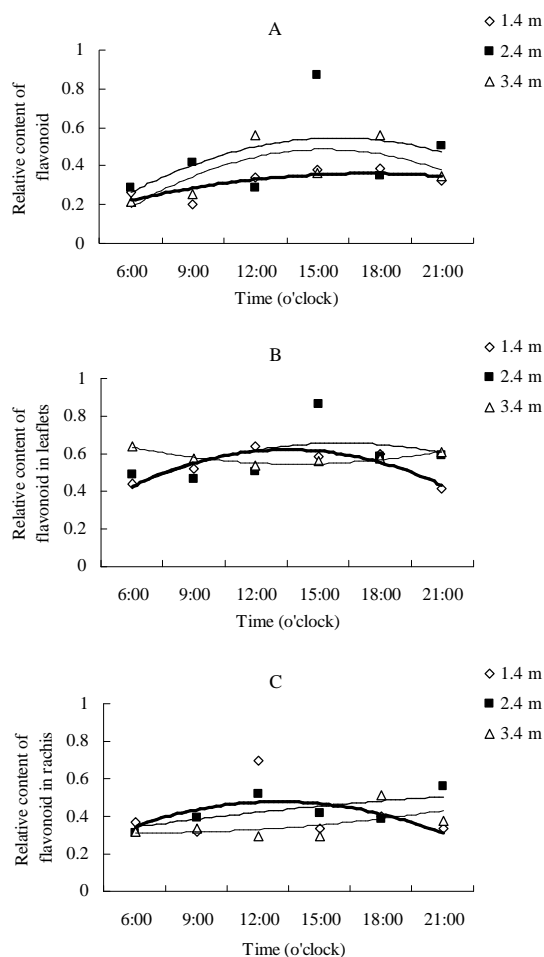 A
1.4 m
2.4 m
3.4 m
Relative content of
flavonoid
1
0.8
0.6
0.4
0.2
0
6:00 9:00 12:00 15:00 18:00 21:00
Time (o'clock)
B
1.4 m
2.4 m
3.4 m
Relative content of
flavonoid in leaflets
1
0.8
0.6
0.4
0.2
0
6:00 9:00 12:00 15:00 18:00 21:00
Time (o'clock)
C
1.4 m
2.4 m
3.4 m
Relative content of
flavonoid in rachis
1
0.8
0.6
0.4
0.2
0
6:00 9:00 12:00 15:00 18:00 21:00
Time (o'clock)